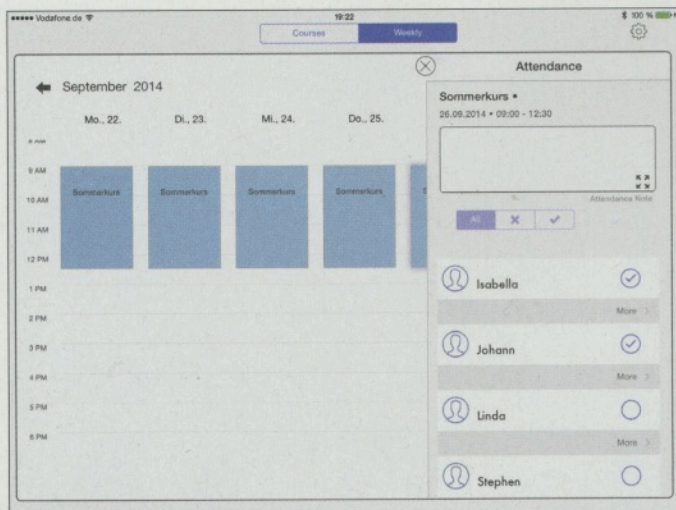 Vodafone.de 19:22 100 %
Courses Weekly
Attendance
September 2014
Mo., 22. Di., 23. Mi., 24. Do., 25.
Sommerkurs •
26.09.2014 • 09:00 - 12:30
Attendance Note
All
8 AM
9 AM
10 AM
11 AM
12 PM
1 PM
2 PM
3 PM
4 PM
5 PM
6 PM
Sommerkurs Sommerkurs Sommerkurs Sommerkurs S
Isabella
More >
Johann
More >
Linda
More >
Stephen